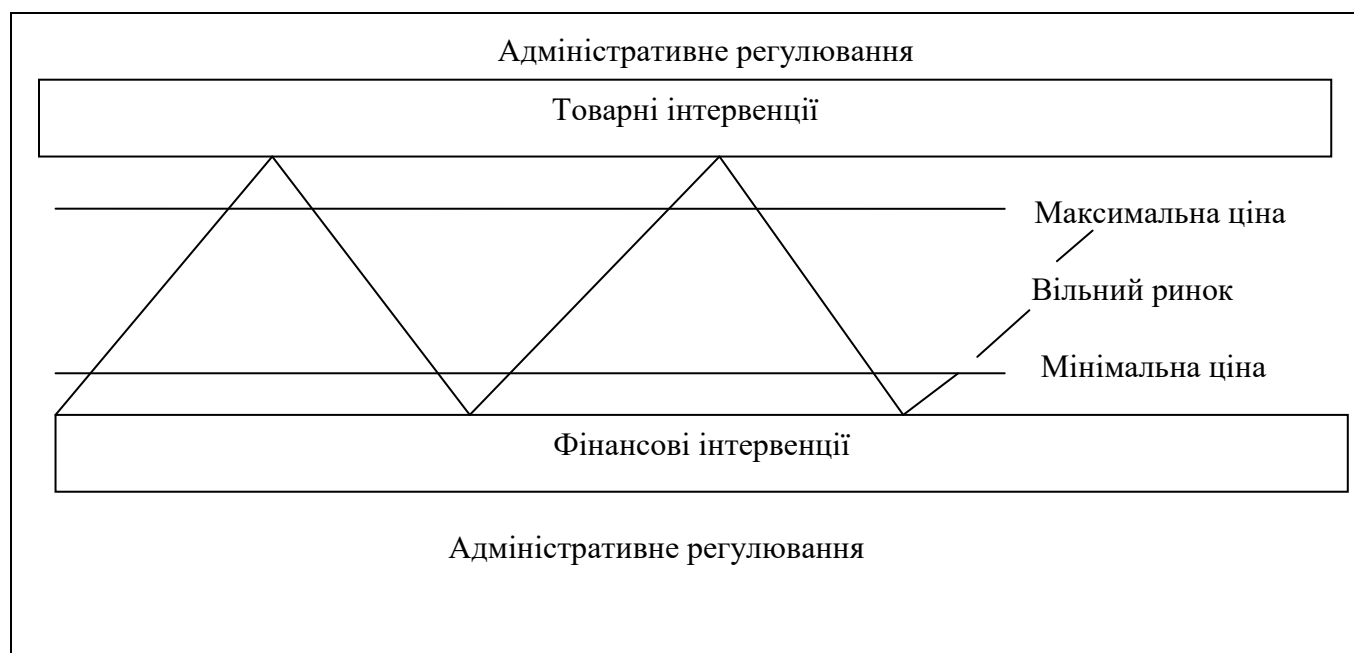 Адміністративне регулювання
Товарні інтервенції
Максимальна ціна
Вільний ринок
Мінімальна ціна
Фінансові інтервенції
Адміністративне регулювання